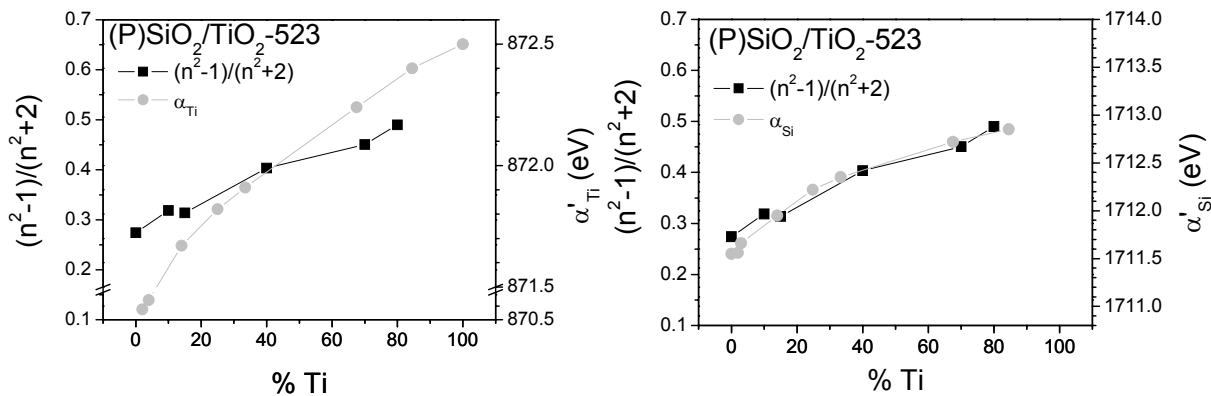 (P)SiO₂/TiO₂-523
(n²-1)/(n²+2)
α_Ti
0.7
0.6
0.5
0.4
0.3
0.2
0.1
(n²-1)/(n²+2)
872.5
872.0
871.5
870.5
α'_Ti (eV)
0 20 40 60 80 100
% Ti
(P)SiO₂/TiO₂-523
(n²-1)/(n²+2)
α_Si
0.7
0.6
0.5
0.4
0.3
0.2
0.1
(n²-1)/(n²+2)
1714.0
1713.5
1713.0
1712.5
1712.0
1711.5
1711.0
α'_Si (eV)
0 20 40 60 80 100
% Ti